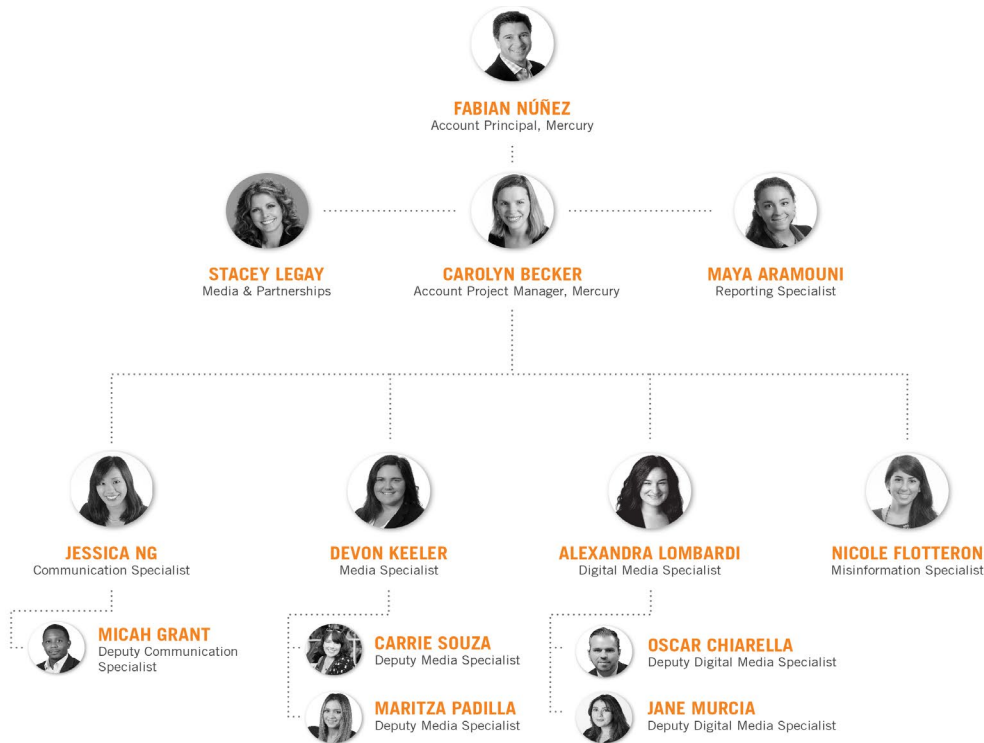 FABIAN NÚÑEZ
Account Principal, Mercury
STACEY LEGAY
Media & Partnerships
CAROLYN BECKER
Account Project Manager, Mercury
MAYA ARAMOUNI
Reporting Specialist
JESSICA NG
Communication Specialist
DEVON KEELER
Media Specialist
ALEXANDRA LOMBARDI
Digital Media Specialist
NICOLE FLOTTERON
Misinformation Specialist
MICAH GRANT
Deputy Communication
Specialist
CARRIE SOUZA
Deputy Media Specialist
MARITZA PADILLA
Deputy Media Specialist
OSCAR CHIARELLA
Deputy Digital Media Specialist
JANE MURCIA
Deputy Digital Media Specialist